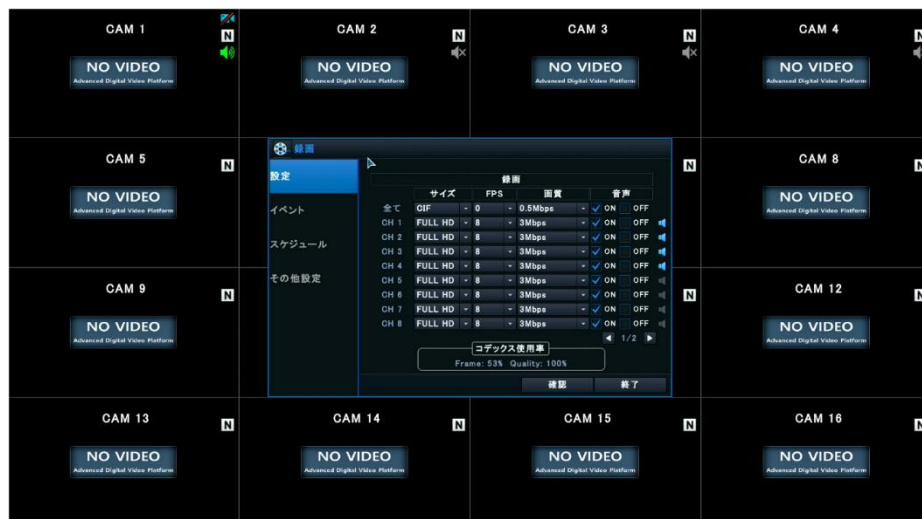 CAM 1
N
NO VIDEO
Advanced Digital Video Platform
CAM 2
N
NO VIDEO
Advanced Digital Video Platform
CAM 3
N
NO VIDEO
Advanced Digital Video Platform
CAM 4
N
NO VIDEO
Advanced Digital Video Platform
CAM 5
N
NO VIDEO
Advanced Digital Video Platform
録画
設定
イベント
スケジュール
その他設定
録画
サイズ FPS 画質 音声
全て CIF 0 0.5Mbps ON OFF
CH 1 FULL HD 8 3Mbps ON OFF
CH 2 FULL HD 8 3Mbps ON OFF
CH 3 FULL HD 8 3Mbps ON OFF
CH 4 FULL HD 8 3Mbps ON OFF
CH 5 FULL HD 8 3Mbps ON OFF
CH 6 FULL HD 8 3Mbps ON OFF
CH 7 FULL HD 8 3Mbps ON OFF
CH 8 FULL HD 8 3Mbps ON OFF
1/2
コデックス使用率
Frame: 53% Quality: 100%
確認 終了
N
CAM 8
N
NO VIDEO
Advanced Digital Video Platform
CAM 9
N
NO VIDEO
Advanced Digital Video Platform
N
CAM 12
N
NO VIDEO
Advanced Digital Video Platform
CAM 13
N
NO VIDEO
Advanced Digital Video Platform
CAM 14
N
NO VIDEO
Advanced Digital Video Platform
CAM 15
N
NO VIDEO
Advanced Digital Video Platform
CAM 16
N
NO VIDEO
Advanced Digital Video Platform